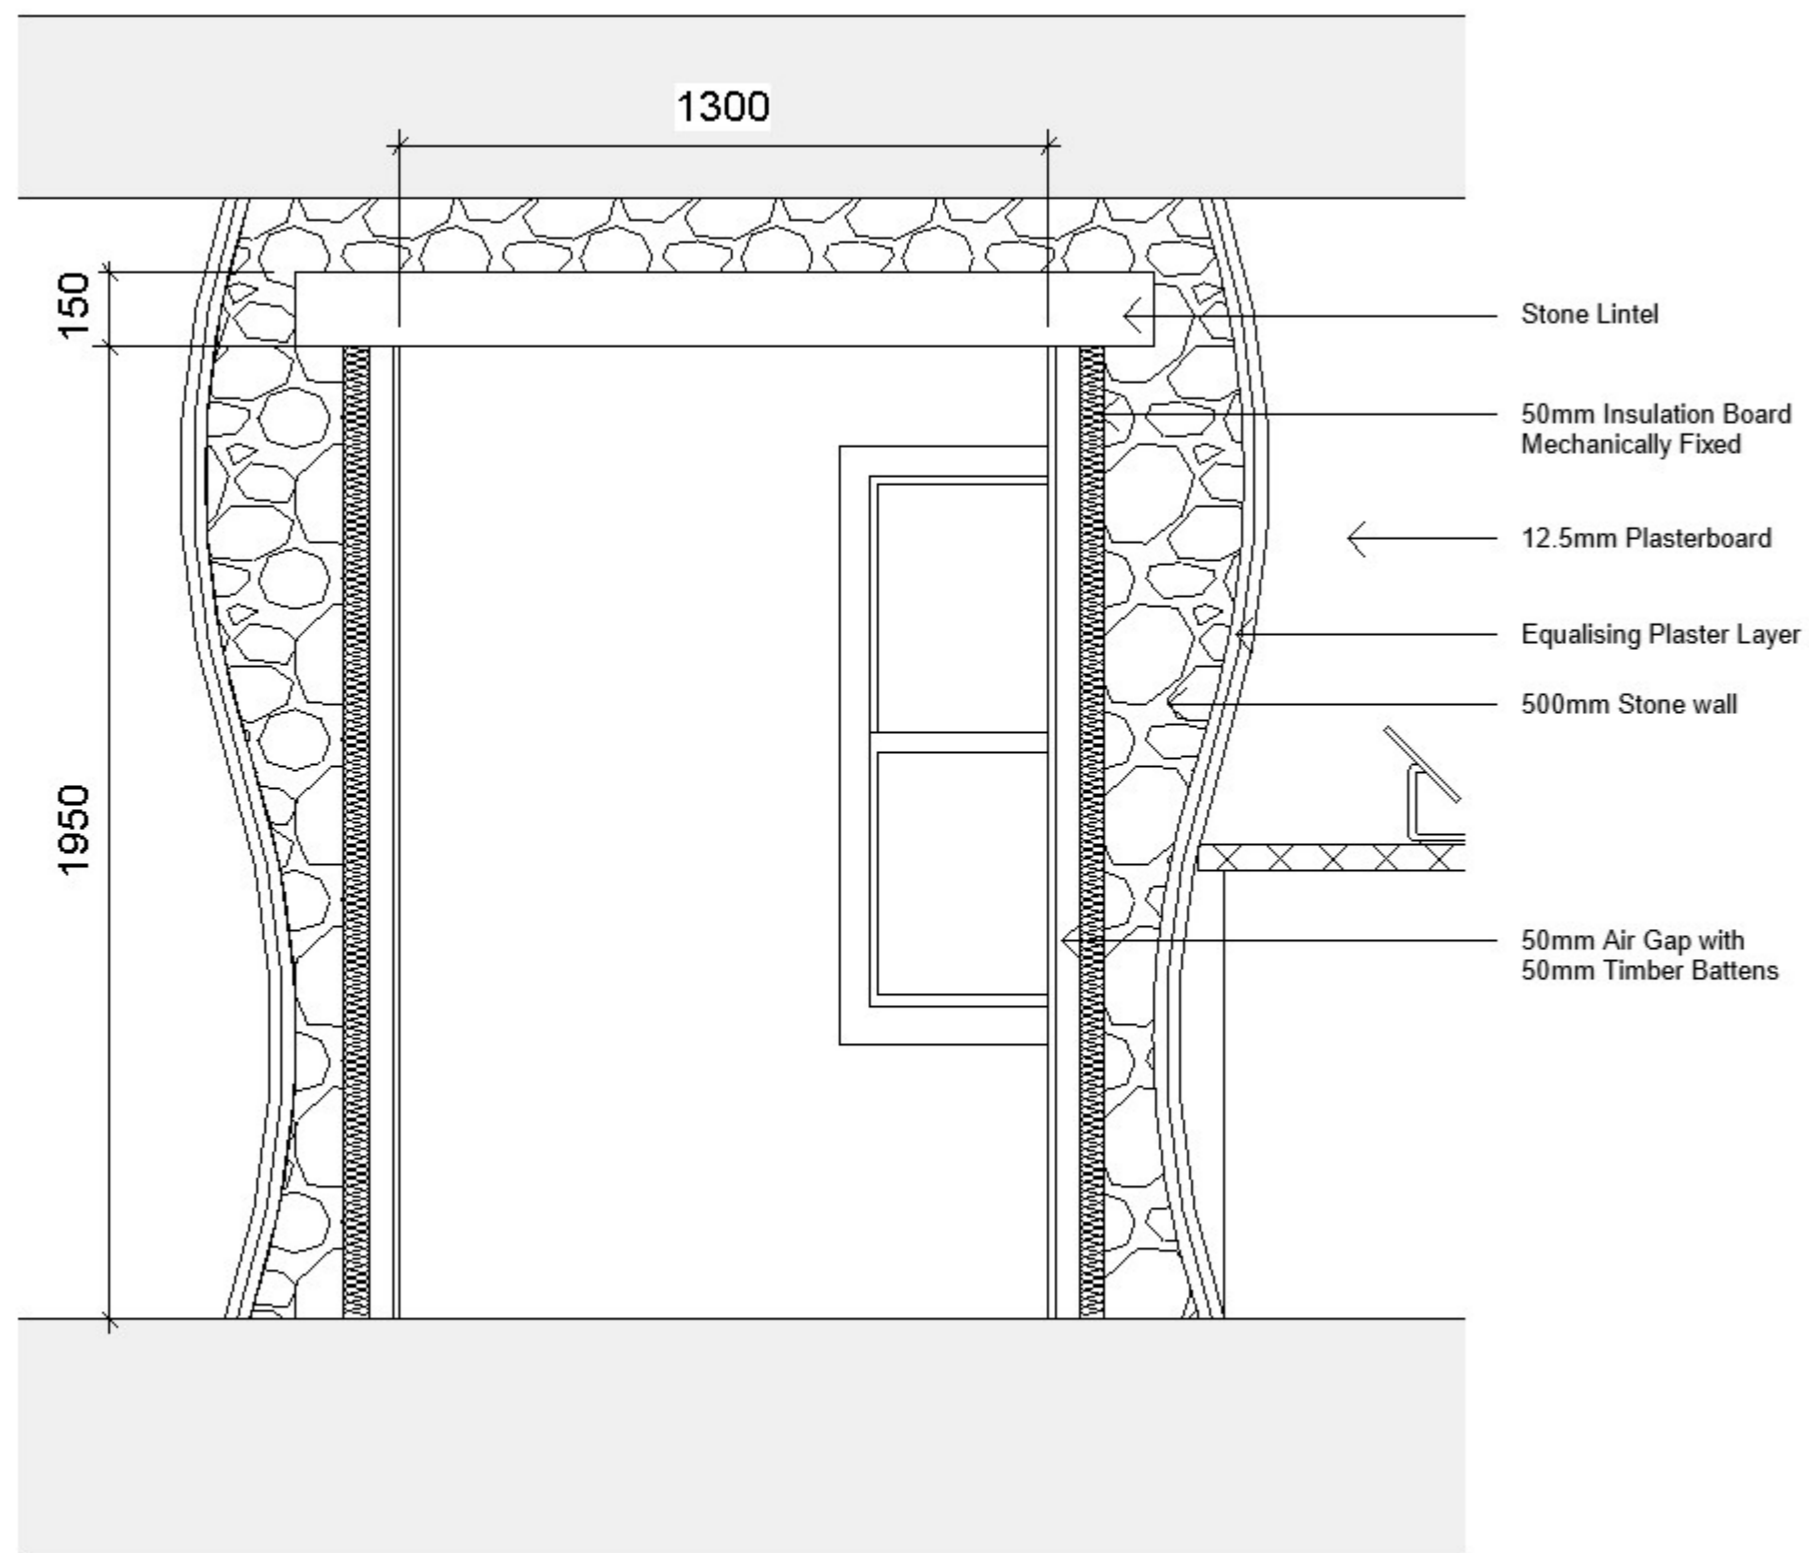 1300
150
Stone Lintel
50mm Insulation Board
Mechanically Fixed
12.5mm Plasterboard
Equalising Plaster Layer
500mm Stone wall
1950
50mm Air Gap with
50mm Timber Battens